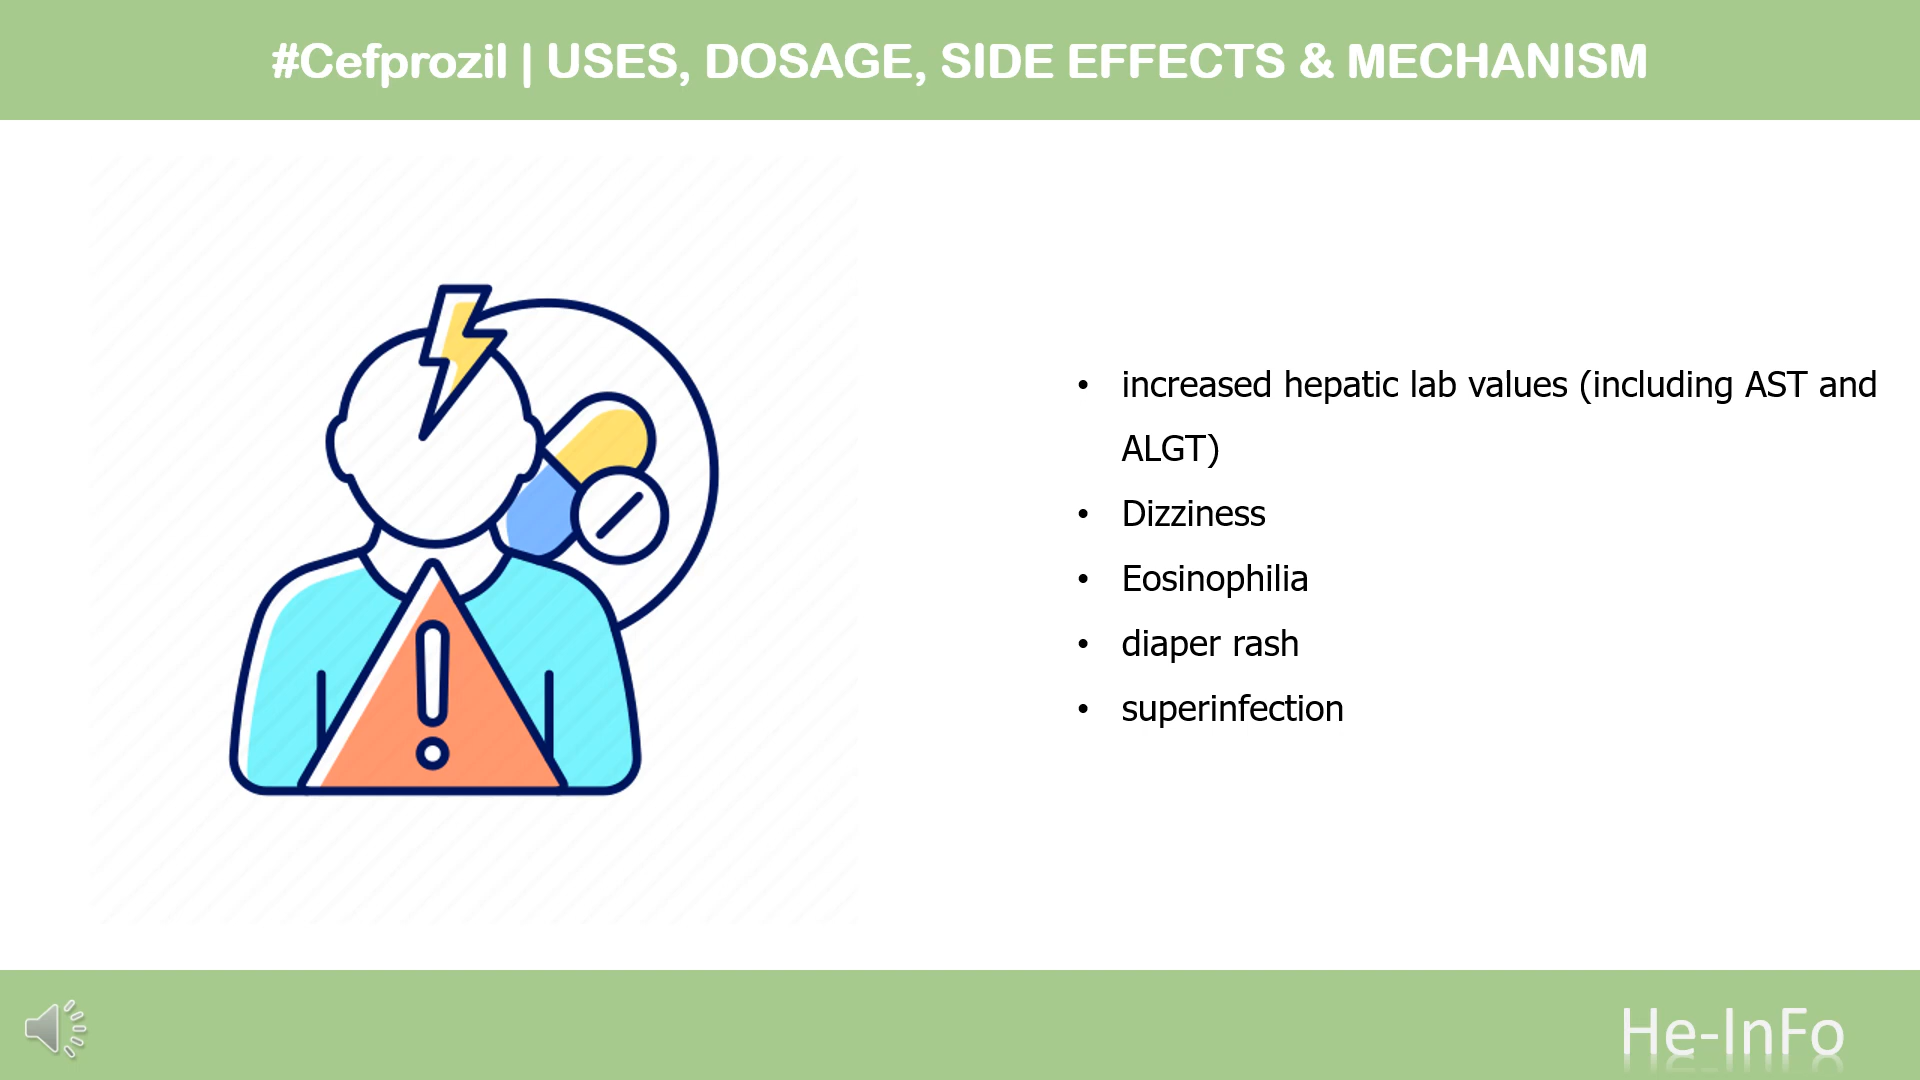 #Cefprozil | USES, DOSAGE, SIDE EFFECTS & MECHANISM
• increased hepatic lab values (including AST and
ALGT)
• Dizziness
• Eosinophilia
• diaper rash
• superinfection
He-InFo